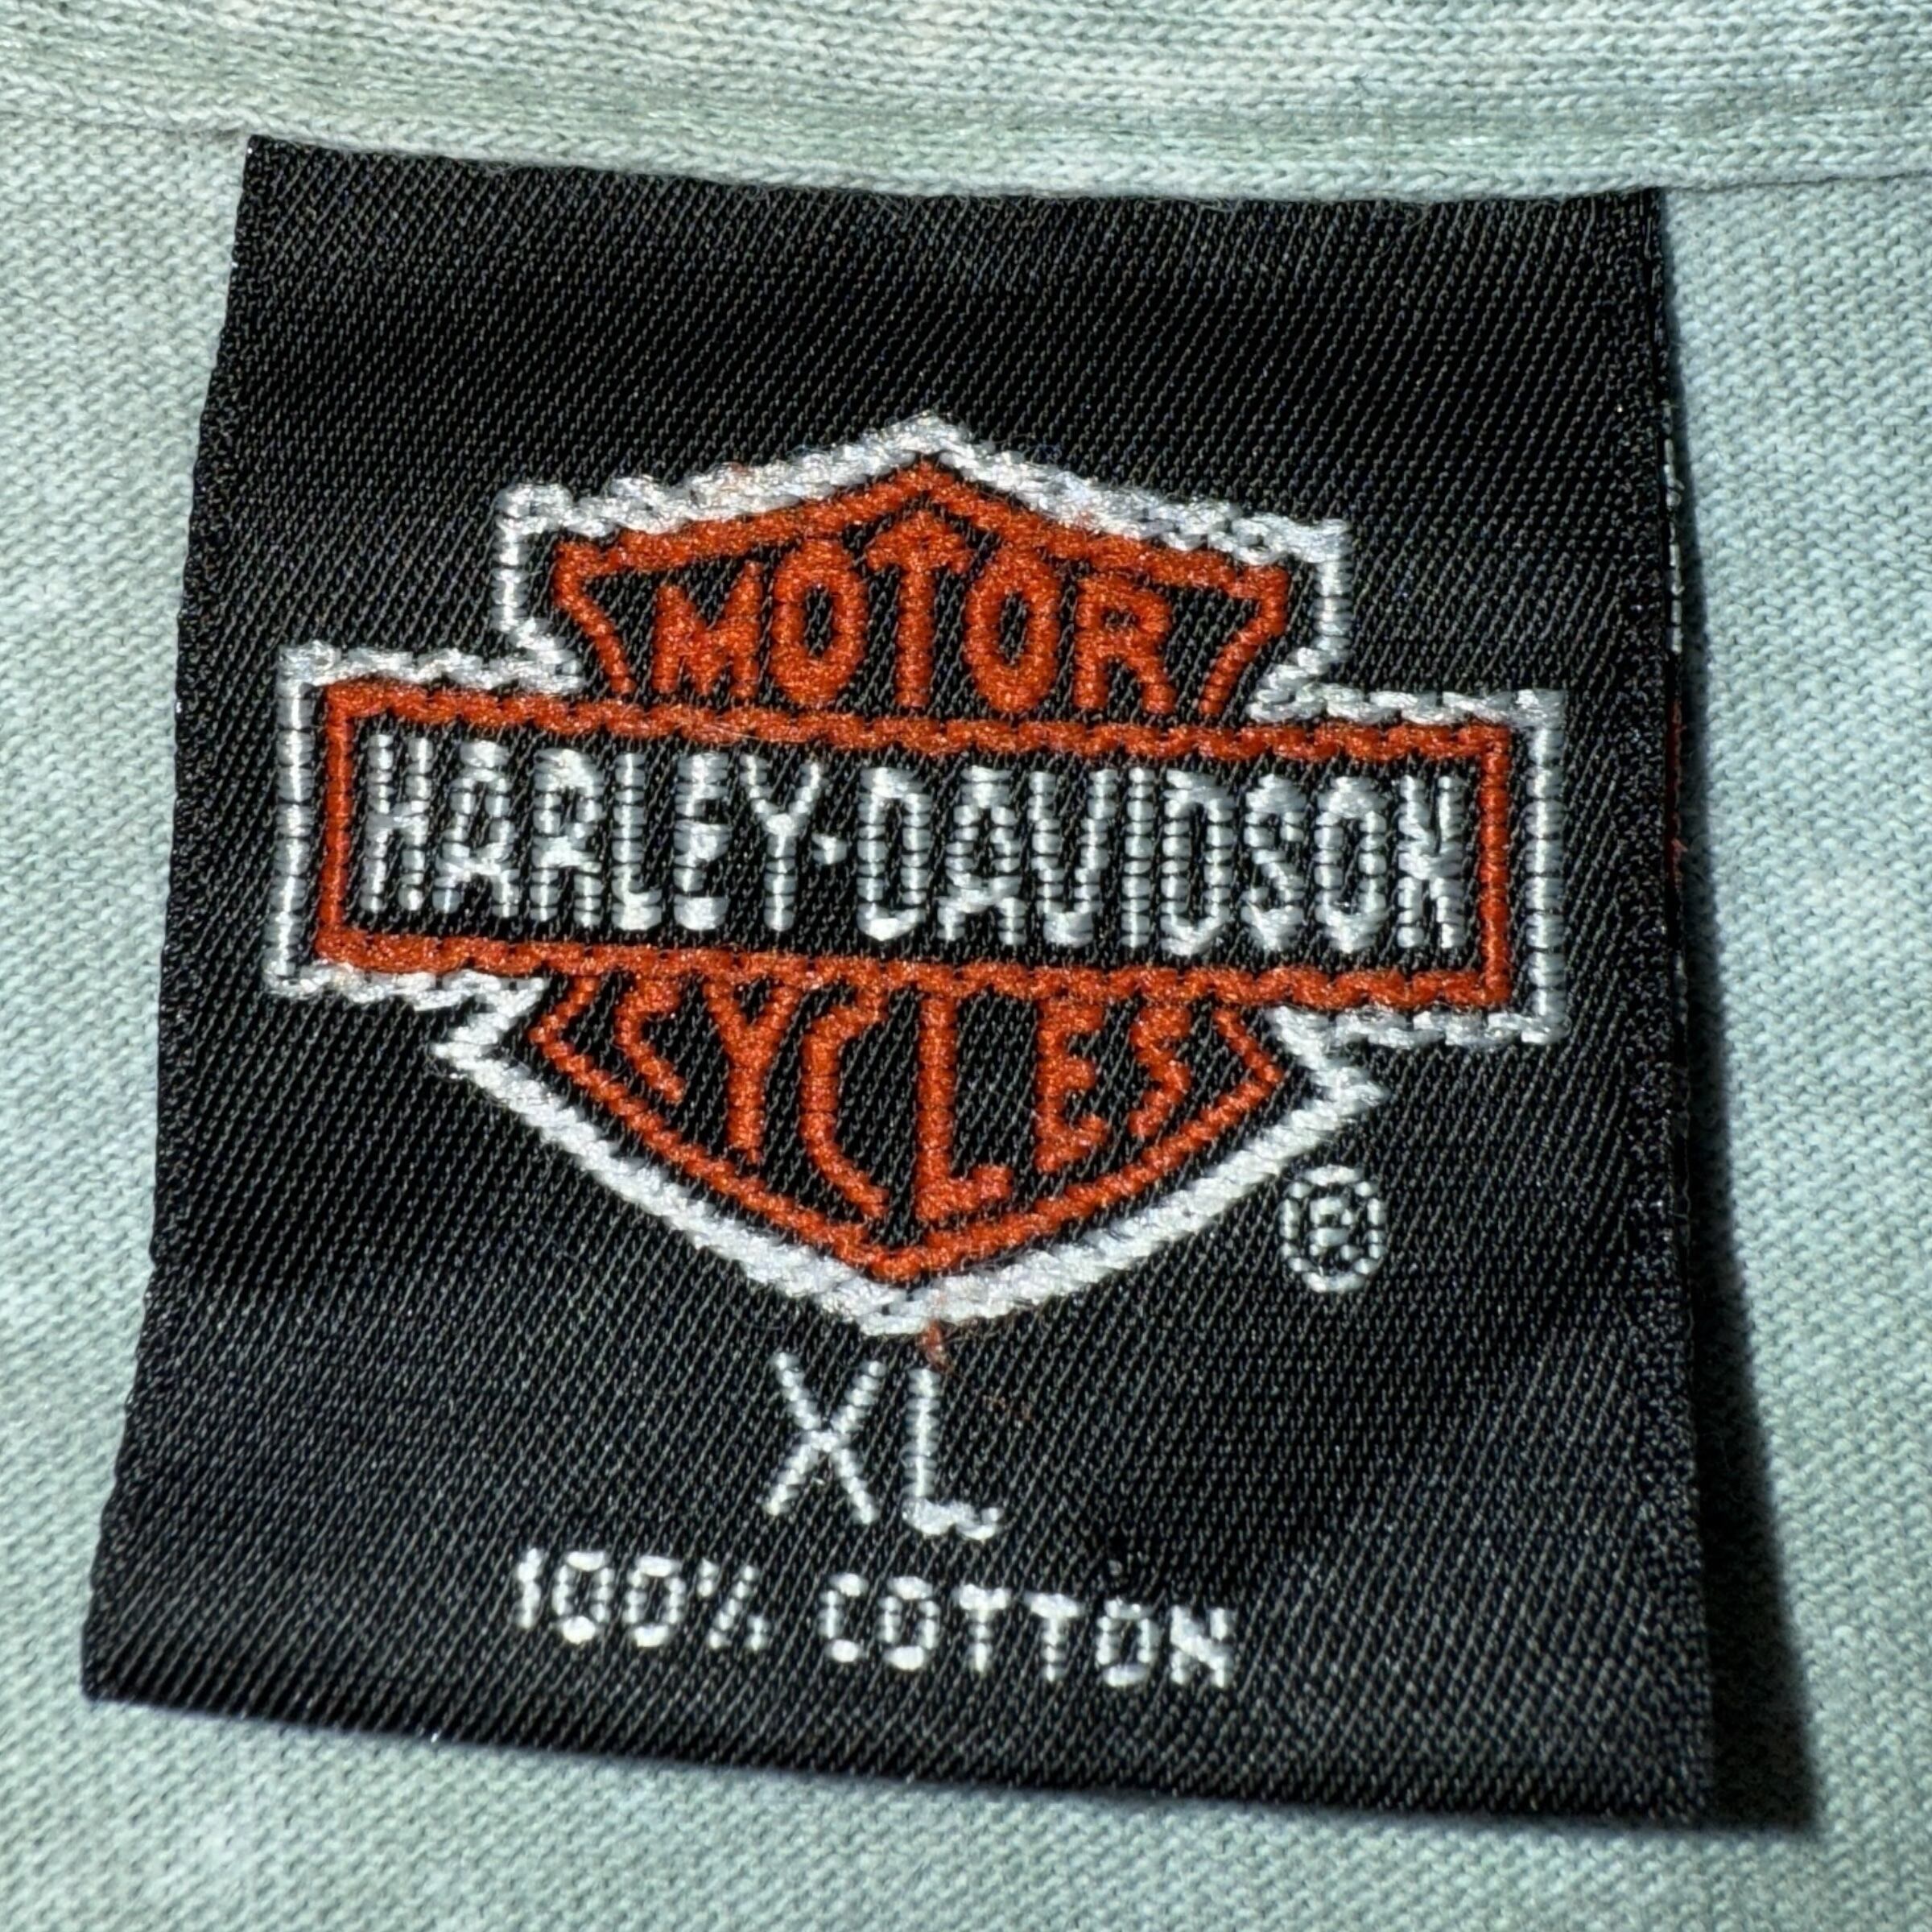 MOTOR
HARLEY-DAVIDSON
CYCLES
®
XL
100% COTTON